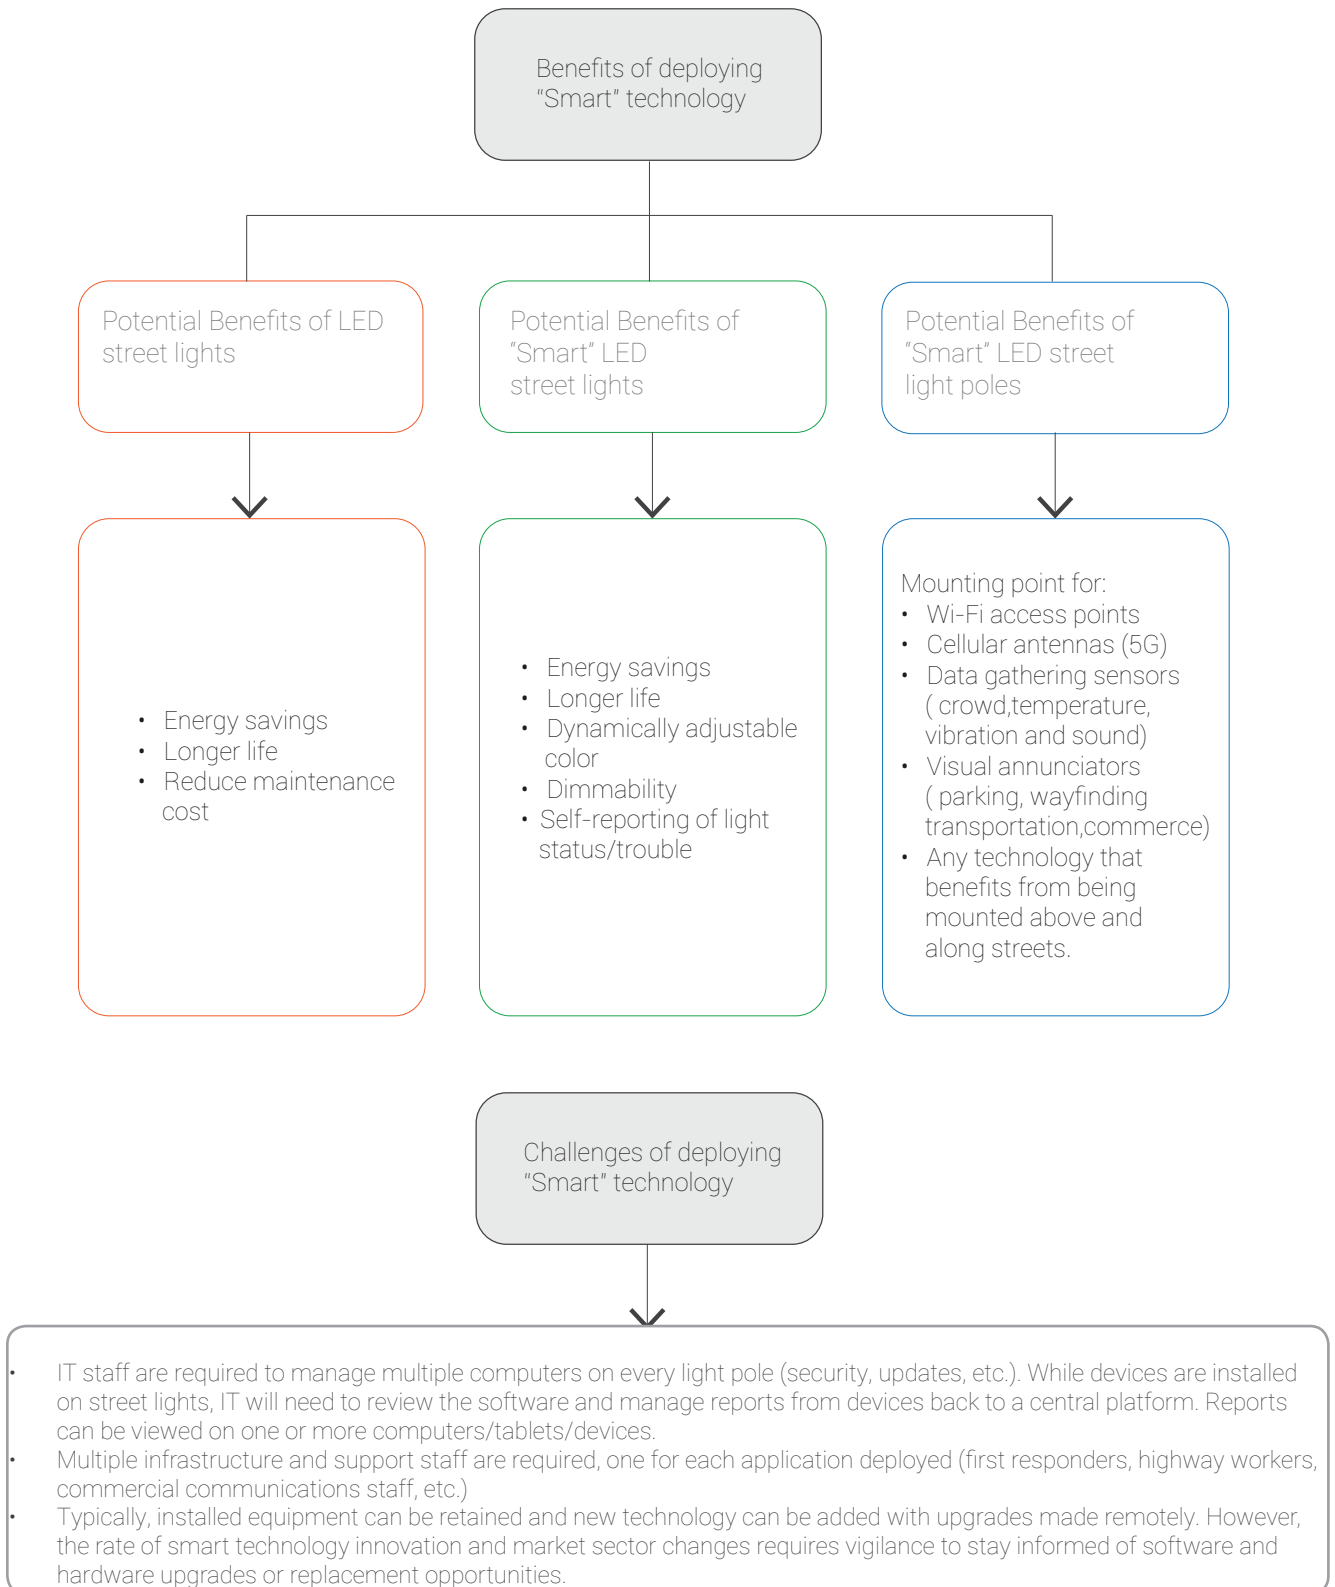 Benefits of deploying
“Smart” technology
Potential Benefits of LED
street lights
Potential Benefits of
“Smart” LED
street lights
Potential Benefits of
“Smart” LED street
light poles
• Energy savings
• Longer life
• Reduce maintenance
cost
• Energy savings
• Longer life
• Dynamically adjustable
color
• Dimmability
• Self-reporting of light
status/trouble
Mounting point for:
• Wi-Fi access points
• Cellular antennas (5G)
• Data gathering sensors
( crowd,temperature,
vibration and sound)
• Visual annunciators
( parking, wayfinding
transportation,commerce)
• Any technology that
benefits from being
mounted above and
along streets.
Challenges of deploying
“Smart” technology
• IT staff are required to manage multiple computers on every light pole (security, updates, etc.). While devices are installed
on street lights, IT will need to review the software and manage reports from devices back to a central platform. Reports
can be viewed on one or more computers/tablets/devices.
• Multiple infrastructure and support staff are required, one for each application deployed (first responders, highway workers,
commercial communications staff, etc.)
• Typically, installed equipment can be retained and new technology can be added with upgrades made remotely. However,
the rate of smart technology innovation and market sector changes requires vigilance to stay informed of software and
hardware upgrades or replacement opportunities.